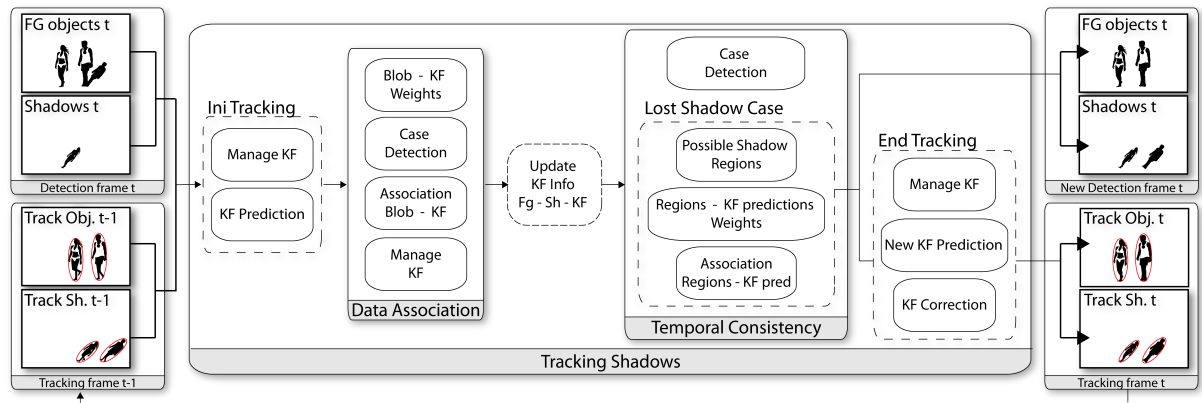 FG objects t
Shadows t
Detection frame t
Track Obj. t-1
Track Sh. t-1
Tracking frame t-1
Ini Tracking
Manage KF
KF Prediction
Blob - KF
Weights
Case
Detection
Association
Blob - KF
Manage
KF
Data Association
Update
KF Info
Fg - Sh - KF
Case
Detection
Lost Shadow Case
Possible Shadow
Regions
Regions - KF predictions
Weights
Association
Regions - KF pred
Temporal Consistency
End Tracking
Manage KF
New KF Prediction
KF Correction
Tracking Shadows
FG objects t
Shadows t
New Detection frame t
Track Obj. t
Track Sh. t
Tracking frame t